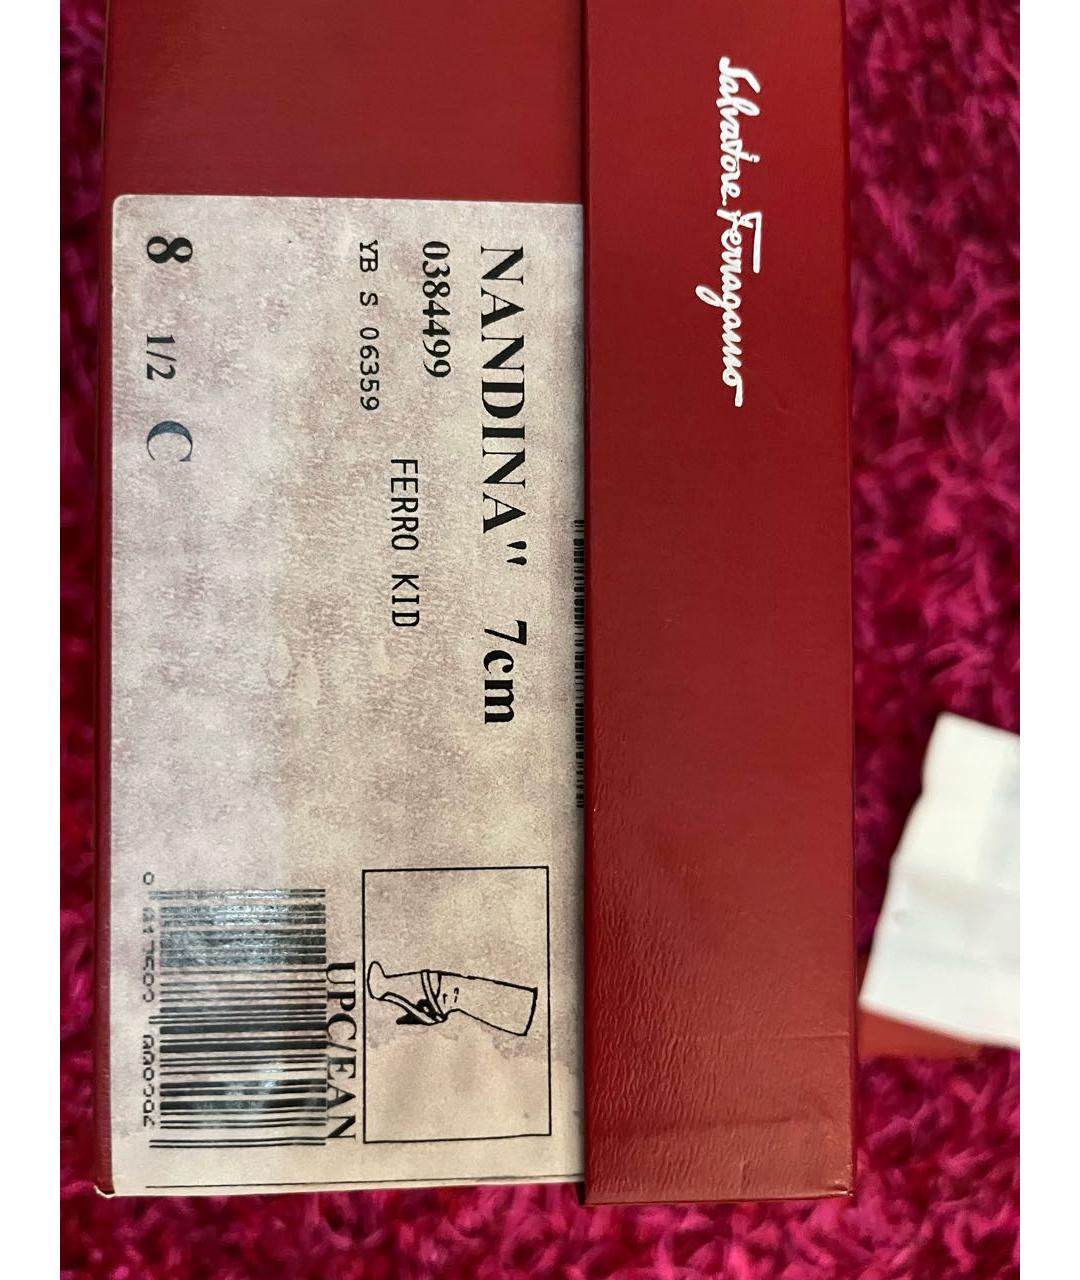 Salvatore Ferragamo
NANDINA" 7cm
0384499
FERRO KID
YB S 06359
8 1/2 C
UPC/EAN